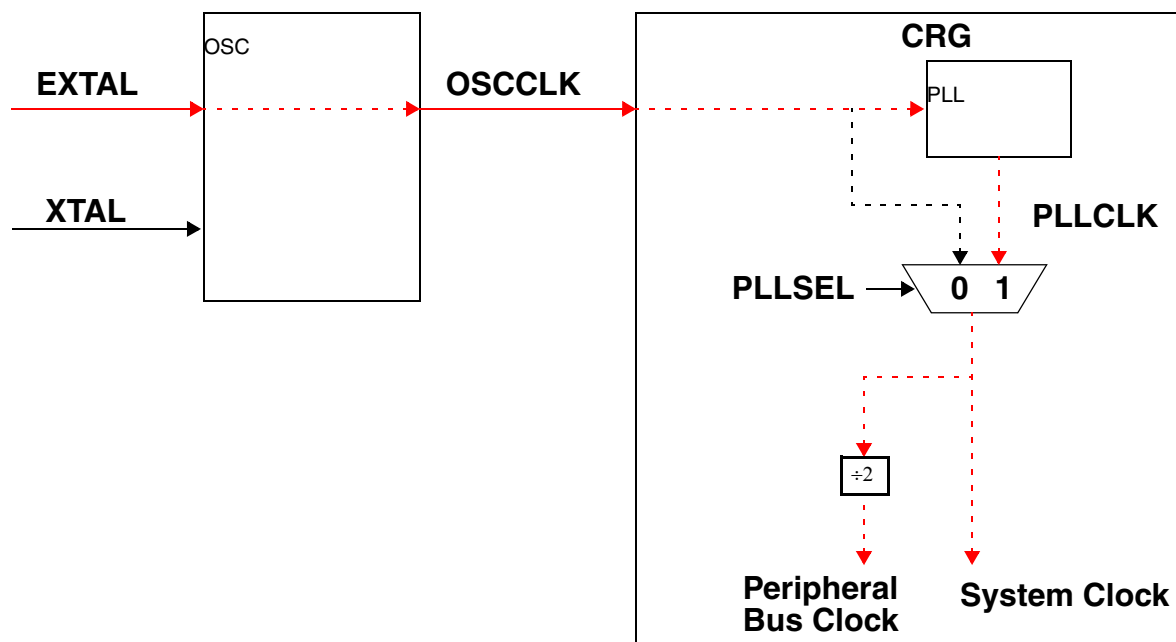 OSC
CRG
EXTAL
OSCCLK
PLL
XTAL
PLLCLK
PLLSEL
0 1
÷2
Peripheral
Bus Clock
System Clock